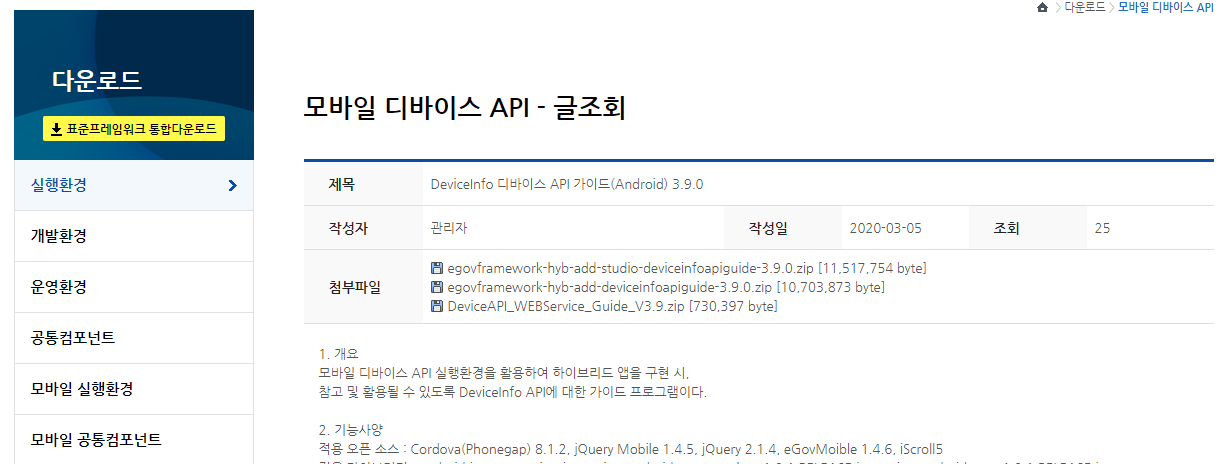 > 다운로드 > 모바일 디바이스 API
다운로드
표준프레임워크 통합다운로드
실행환경
개발환경
운영환경
공통컴포넌트
모바일 실행환경
모바일 공통컴포넌트
모바일 디바이스 API - 글조회
제목 DeviceInfo 디바이스 API 가이드(Android) 3.9.0
작성자 관리자 작성일 2020-03-05 조회 25
첨부파일
egovframework-hyb-add-studio-deviceinfoapiguide-3.9.0.zip [11,517,754 byte]
egovframework-hyb-add-deviceinfoapiguide-3.9.0.zip [10,703,873 byte]
DeviceAPI_WEBService_Guide_V3.9.zip [730,397 byte]
1. 개요
모바일 디바이스 API 실행환경을 활용하여 하이브리드 앱을 구현 시,
참고 및 활용될 수 있도록 DeviceInfo API에 대한 가이드 프로그램이다.
2. 기능사양
적용 오픈 소스 : Cordova(Phonegap) 8.1.2, jQuery Mobile 1.4.5, jQuery 2.1.4, eGovMoible 1.4.6, iScroll5